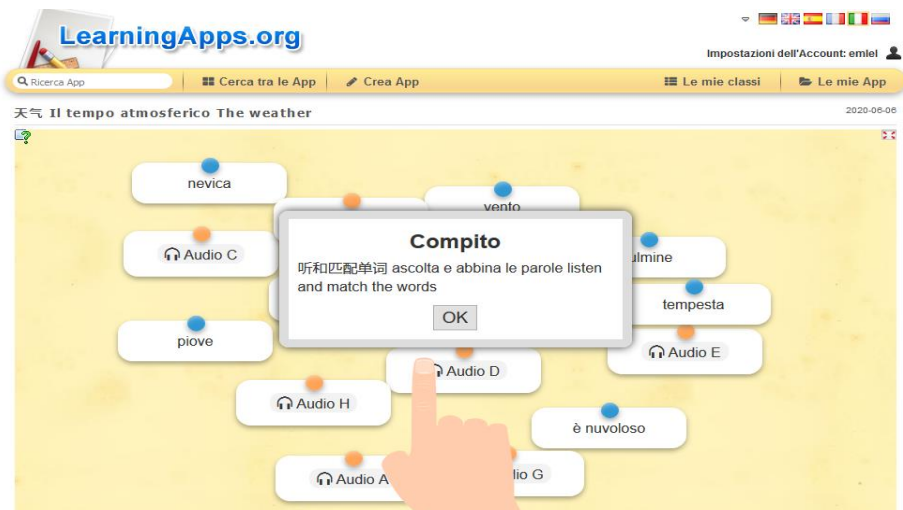 LearningApps.org
Impostazioni dell'Account: emlel
Ricerca App
Cerca tra le App
Crea App
Le mie classi
Le mie App
天气 Il tempo atmosferico The weather
2020-06-06
nevica
vento
Audio C
ulmine
Compito
听和匹配单词 ascolta e abbina le parole listen
and match the words
OK
tempesta
piove
Audio E
Audio D
Audio H
è nuvoloso
Audio A
dio G